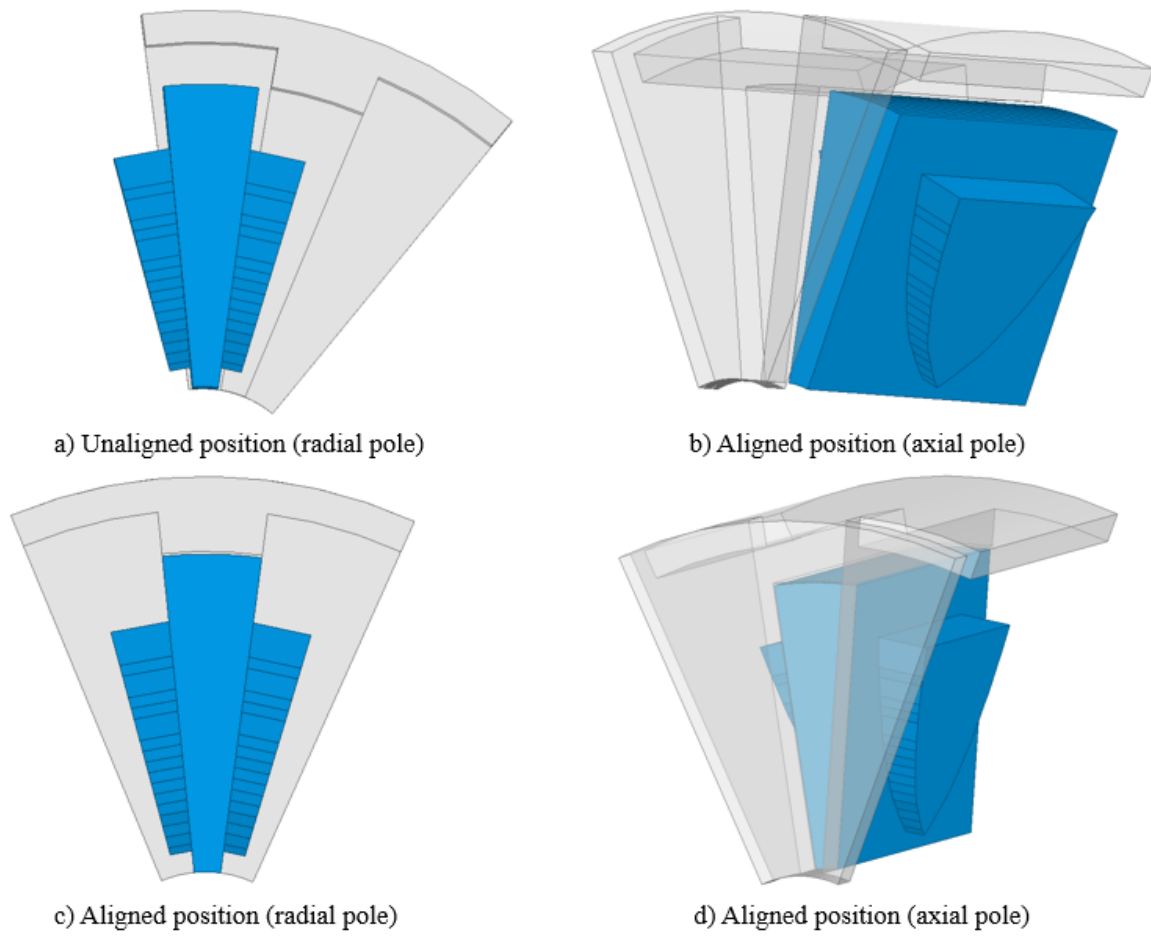 a) Unaligned position (radial pole)
b) Aligned position (axial pole)
c) Aligned position (radial pole)
d) Aligned position (axial pole)